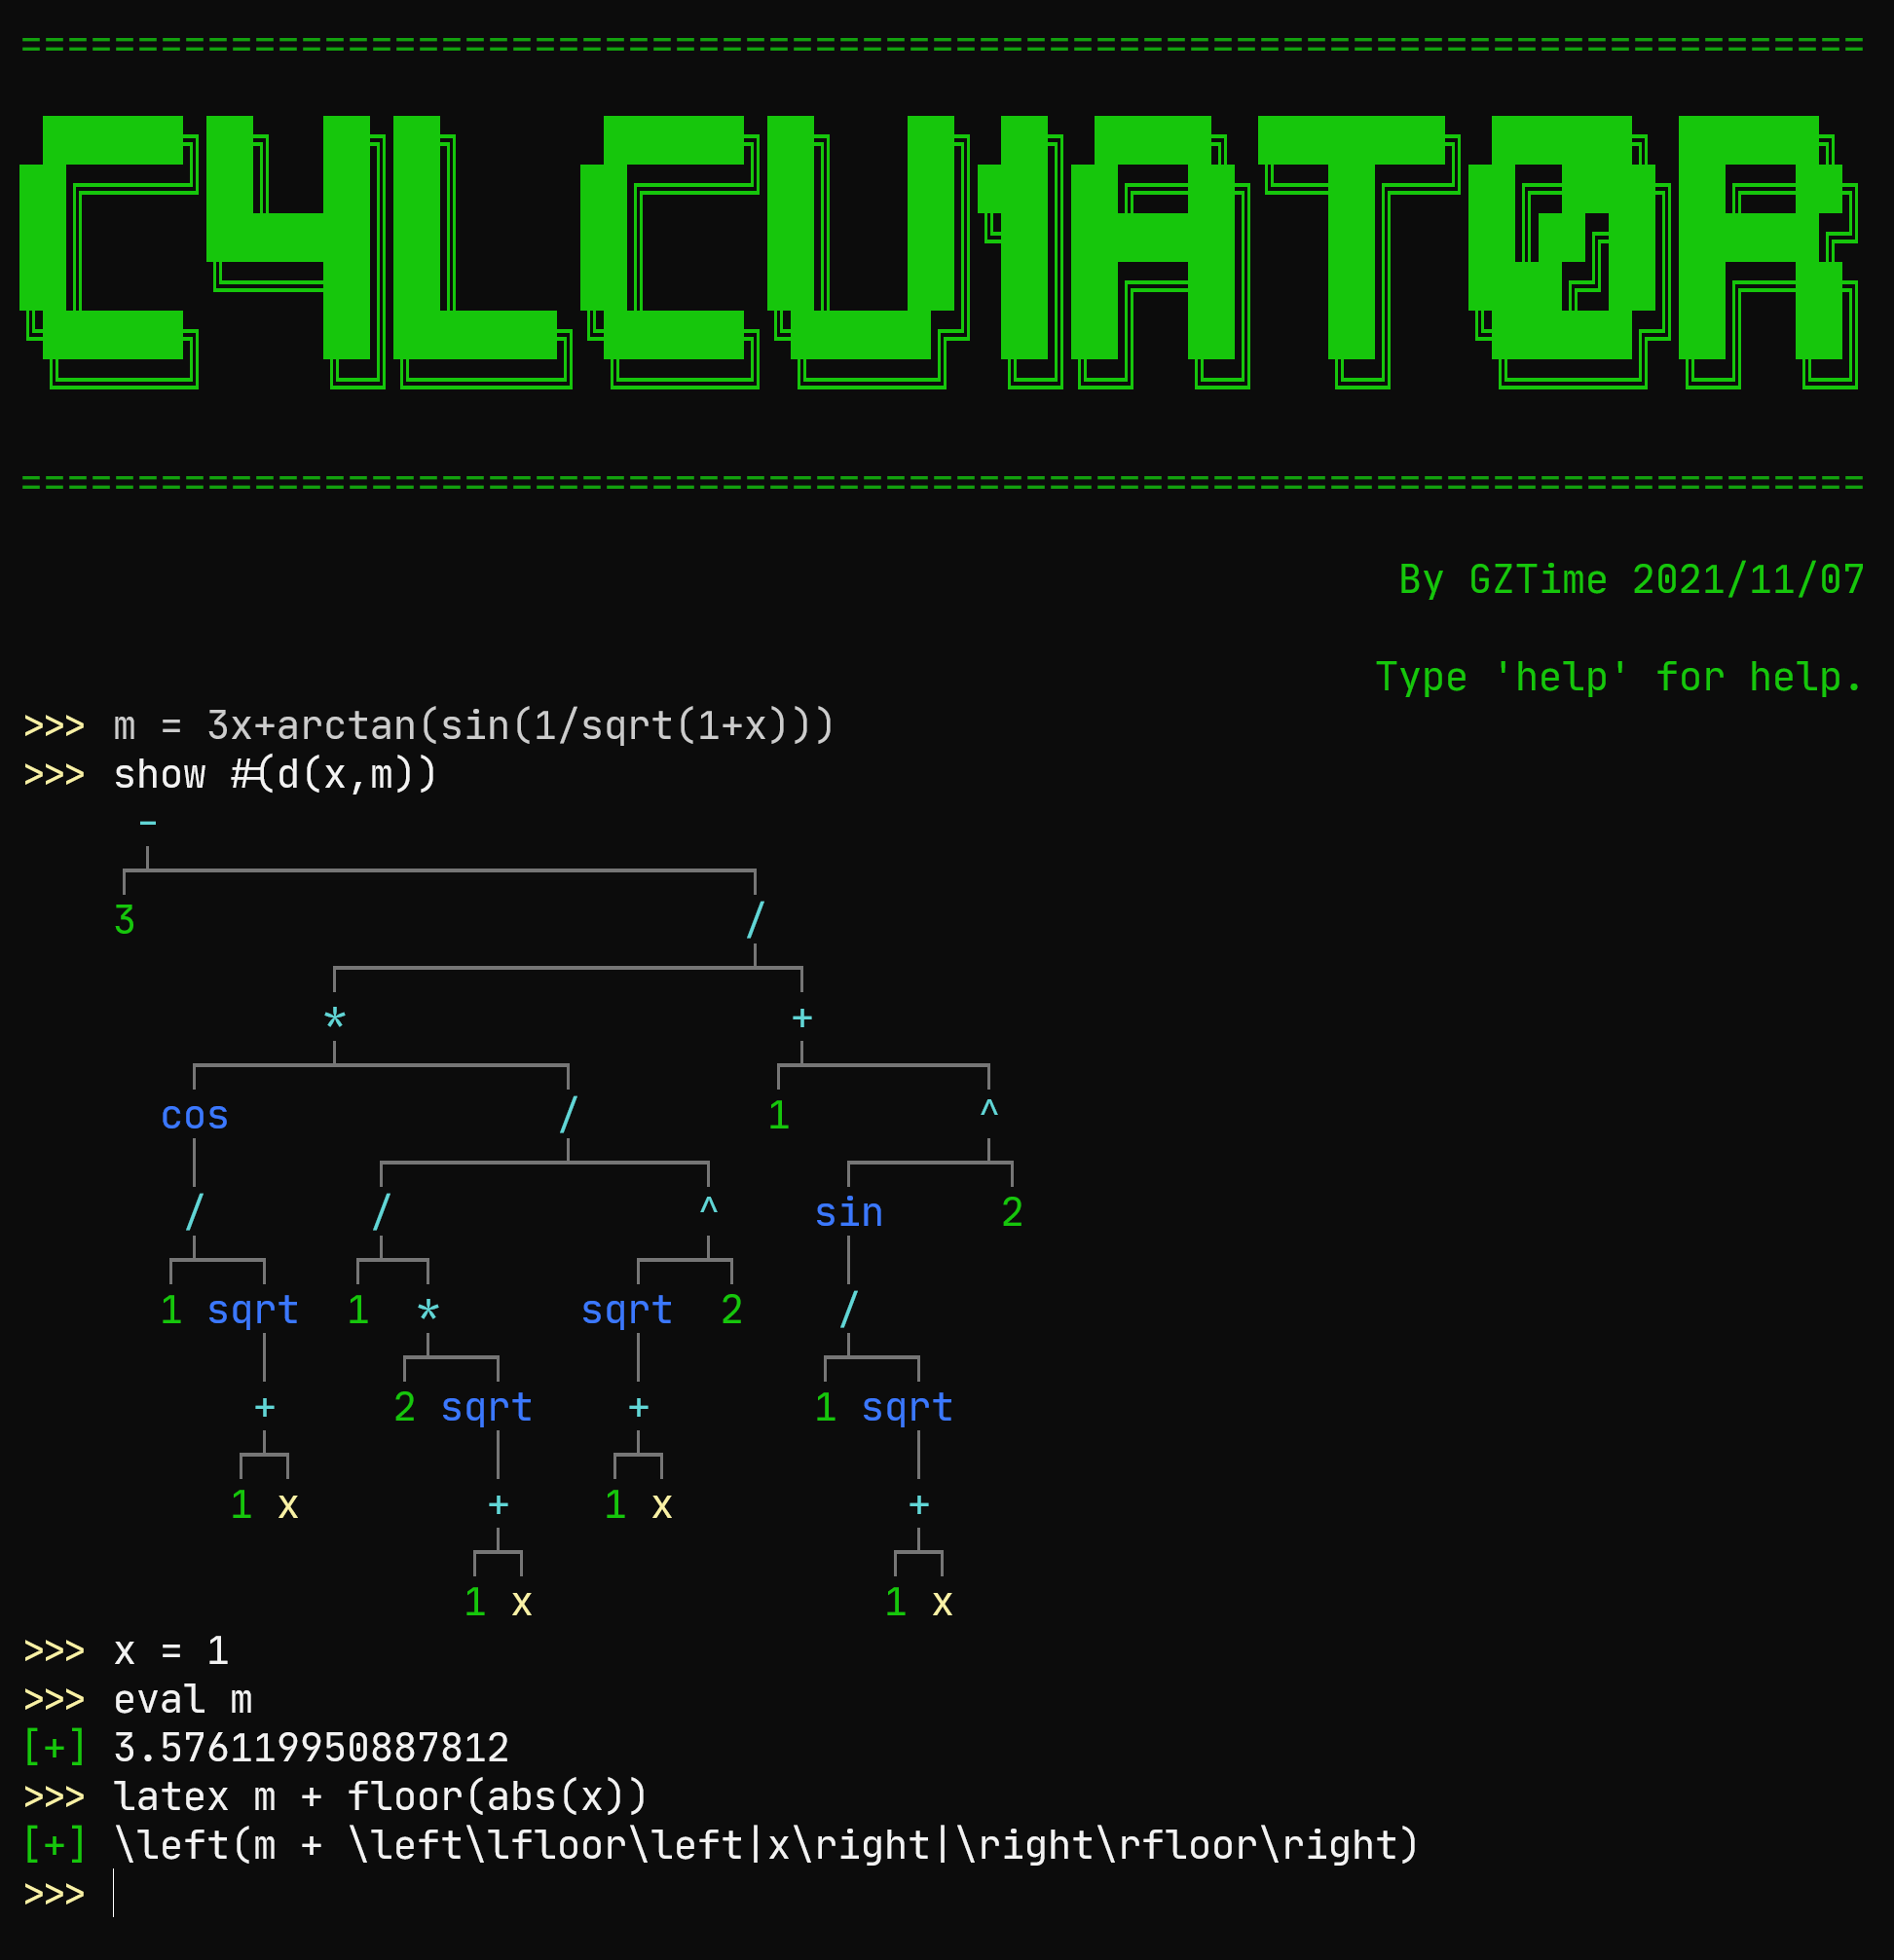 ===============================================================================
C4LCU1AT0R
===============================================================================
By GZTime 2021/11/07
Type 'help' for help.
>>> m = 3x+arctan(sin(1/sqrt(1+x)))
>>> show #(d(x,m))
-
3 /
* +
cos / 1 ^
/ / ^ sin 2
1 sqrt 1 * sqrt 2 /
+ 2 sqrt + 1 sqrt
1 x + 1 x +
1 x 1 x
>>> x = 1
>>> eval m
[+] 3.576119950887812
>>> latex m + floor(abs(x))
[+] \left(m + \left\lfloor\left|x\right|\right\rfloor\right)
>>>